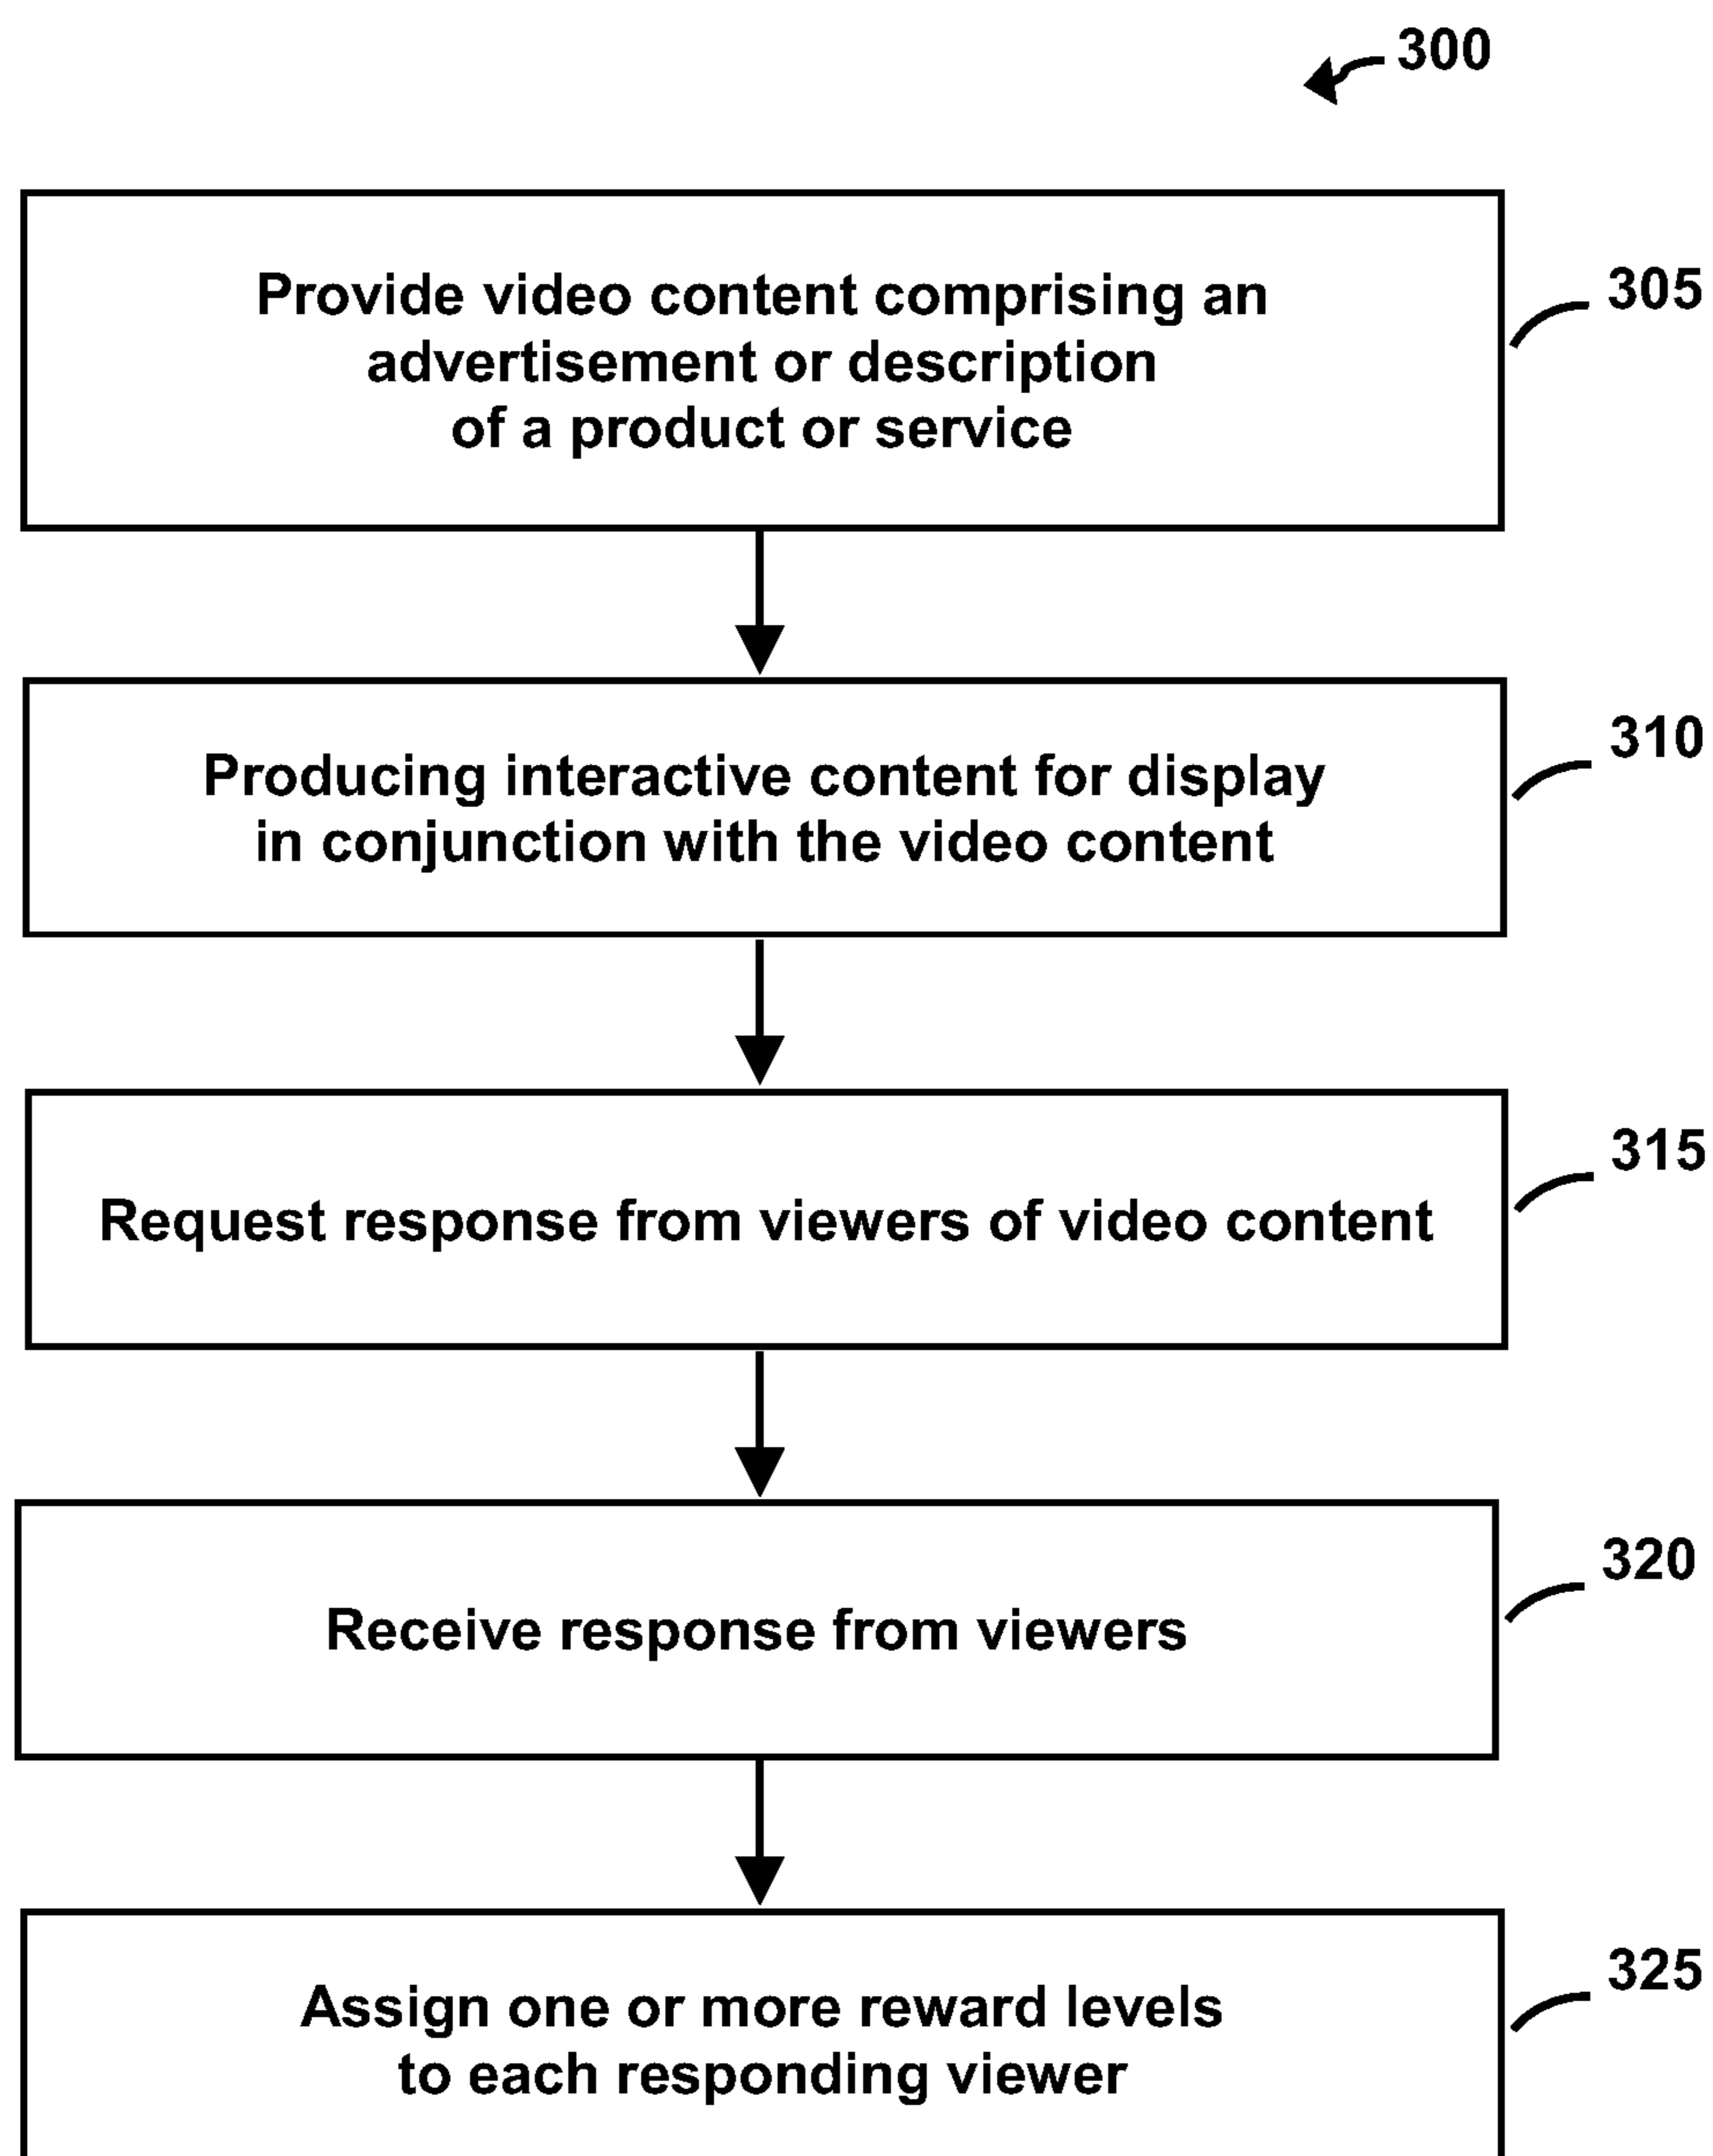 300
Provide video content comprising an
advertisement or description
of a product or service
305
Producing interactive content for display
in conjunction with the video content
310
Request response from viewers of video content
315
Receive response from viewers
320
Assign one or more reward levels
to each responding viewer
325